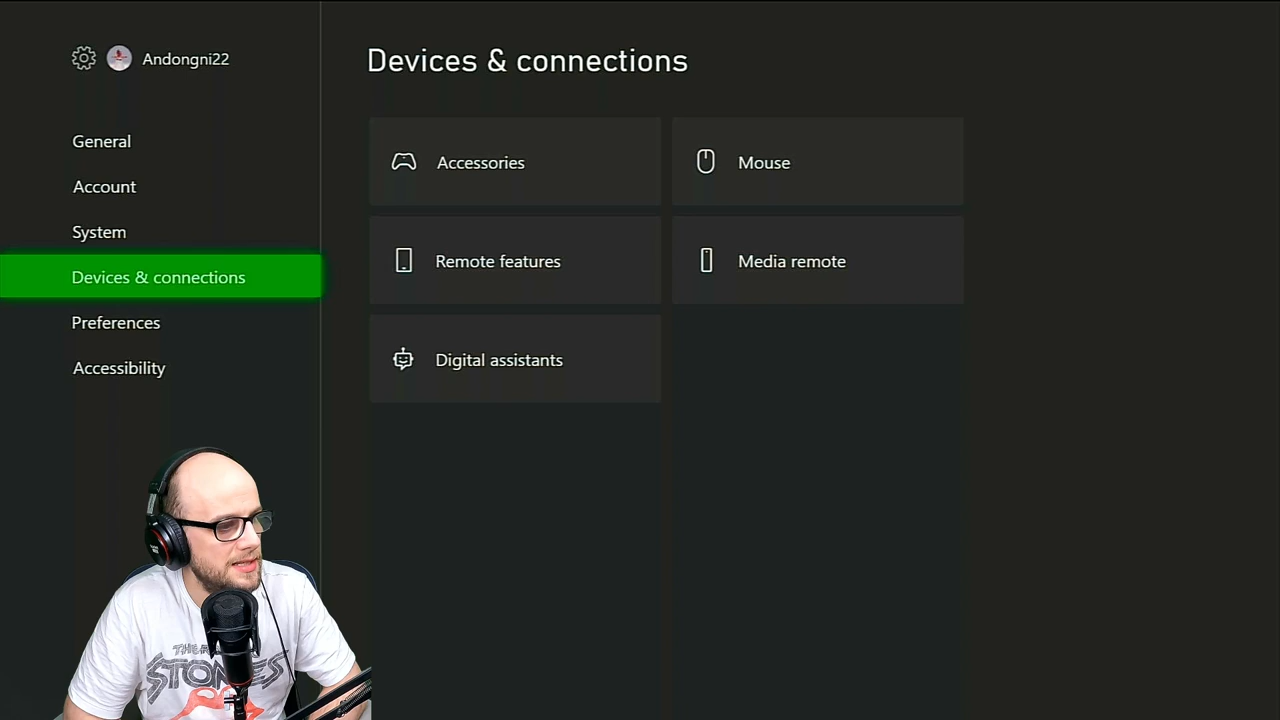 Andongni22
General
Account
System
Devices & connections
Preferences
Accessibility
Devices & connections
Accessories
Mouse
Remote features
Media remote
Digital assistants
STONES